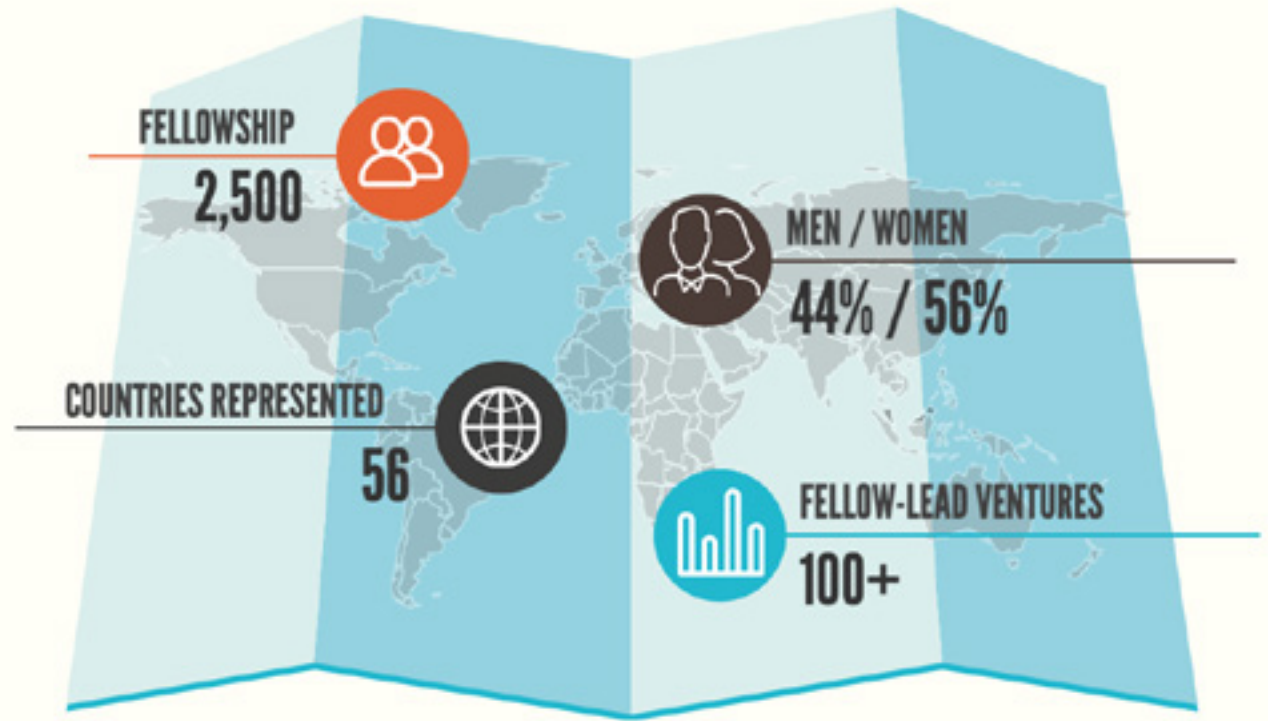 FELLOWSHIP
2,500
MEN / WOMEN
44% / 56%
COUNTRIES REPRESENTED
56
FELLOW-LEAD VENTURES
100+